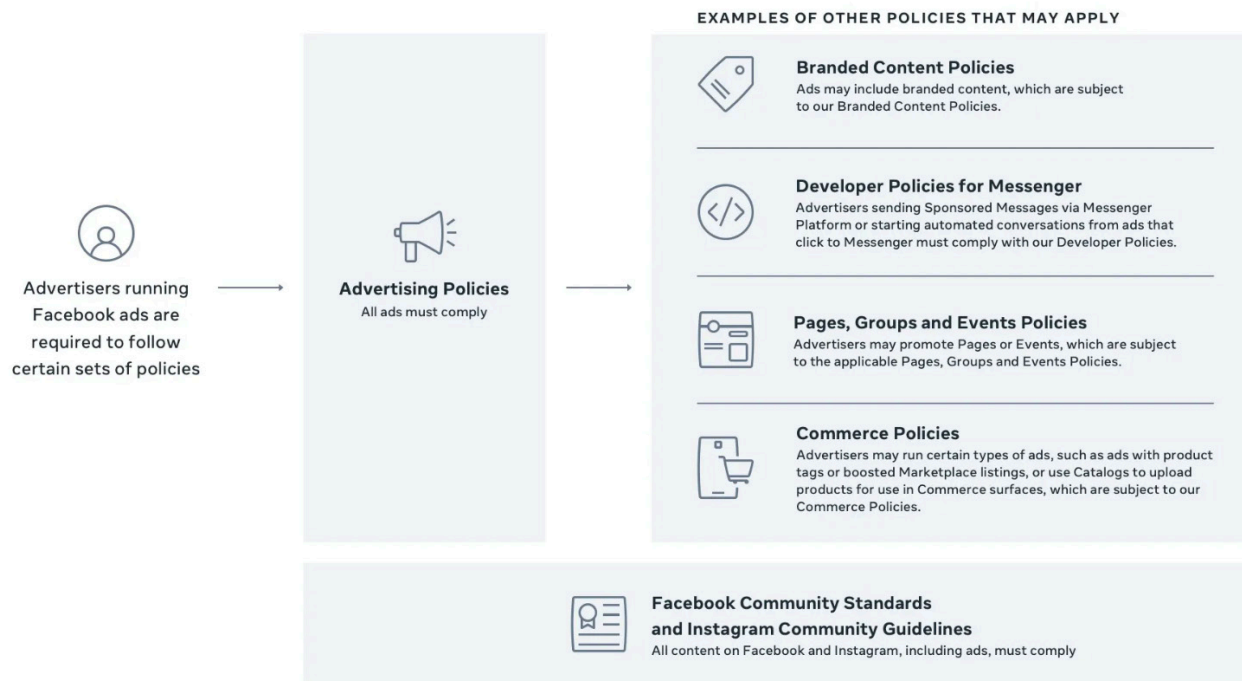 EXAMPLES OF OTHER POLICIES THAT MAY APPLY
Advertisers running
Facebook ads are
required to follow
certain sets of policies
Advertising Policies
All ads must comply
Branded Content Policies
Ads may include branded content, which are subject
to our Branded Content Policies.
Developer Policies for Messenger
Advertisers sending Sponsored Messages via Messenger
Platform or starting automated conversations from ads that
click to Messenger must comply with our Developer Policies.
Pages, Groups and Events Policies
Advertisers may promote Pages or Events, which are subject
to the applicable Pages, Groups and Events Policies.
Commerce Policies
Advertisers may run certain types of ads, such as ads with product
tags or boosted Marketplace listings, or use Catalogs to upload
products for use in Commerce surfaces, which are subject to our
Commerce Policies.
Facebook Community Standards
and Instagram Community Guidelines
All content on Facebook and Instagram, including ads, must comply